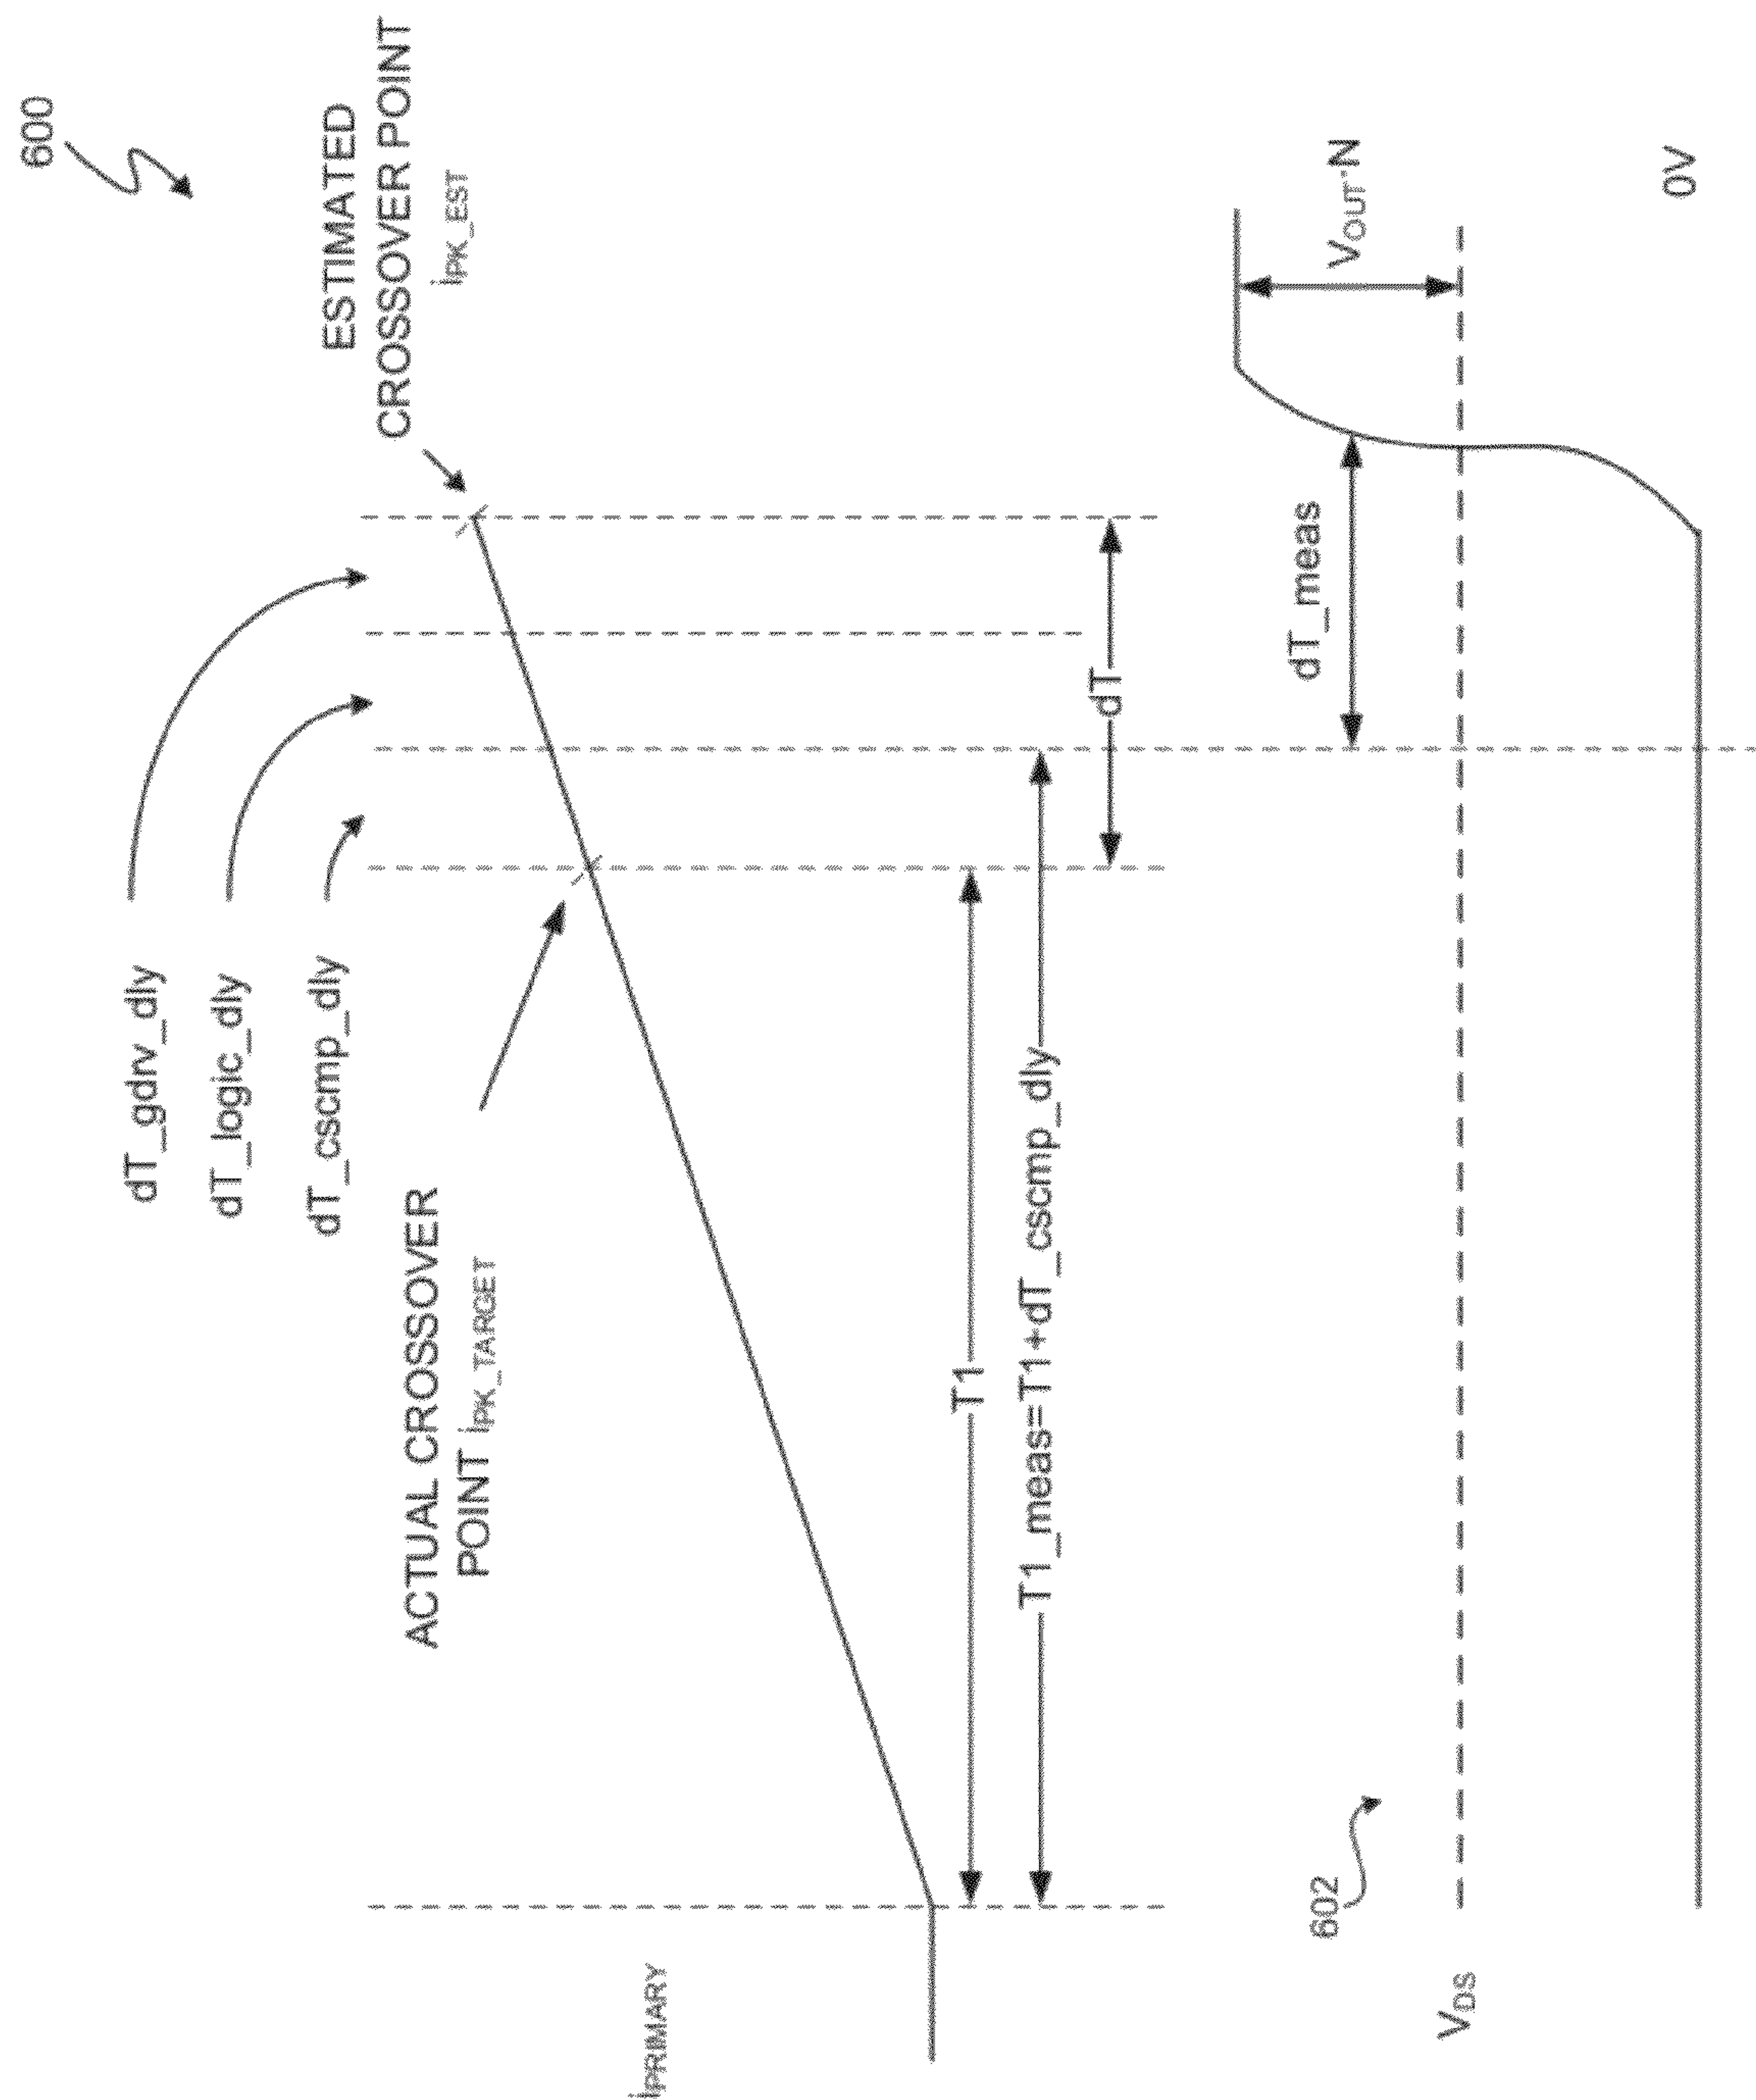 600
ESTIMATED
CROSSOVER POINT
iPK_EST
dT_gdrv_dly
dT_logic_dly
dT_cscmp_dly
ACTUAL CROSSOVER
POINT iPK_TARGET
iPRIMARY
T1
T1_meas=T1+dT_cscmp_dly
dT
602
dT_meas
VOUT·N
VDS
0V